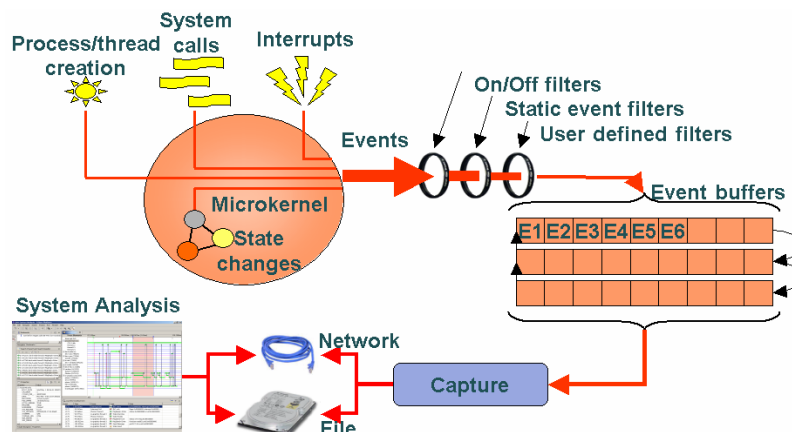 System
calls
Process/thread
creation
Interrupts
On/Off filters
Static event filters
User defined filters
Events
Event buffers
Microkernel
State
changes
E1 E2 E3 E4 E5 E6
System Analysis
Network
Capture
File